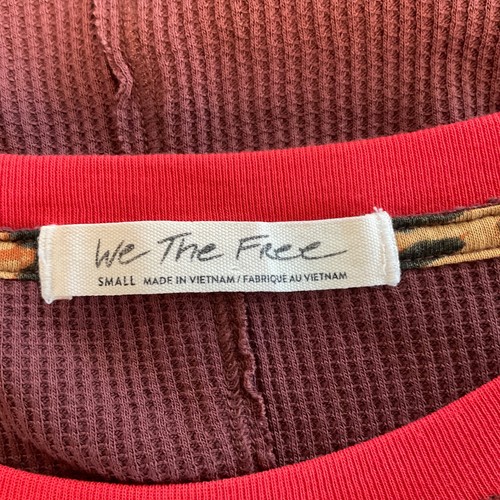 We The Free
SMALL MADE IN VIETNAM / FABRIQUE AU VIETNAM